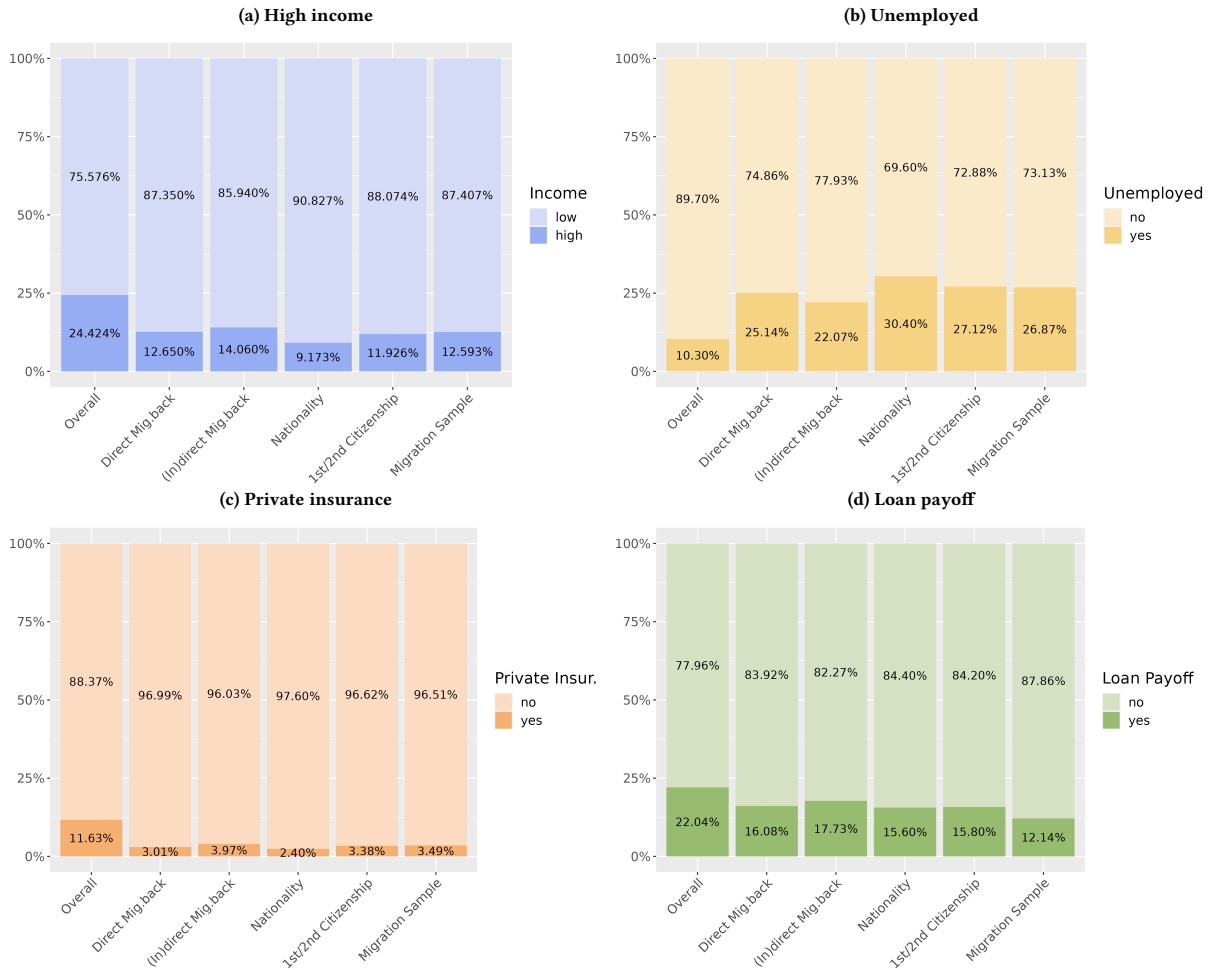 (a) High income
100%
75%
50%
25%
0%
75.576%
87.350%
85.940%
90.827%
88.074%
87.407%
24.424%
12.650%
14.060%
9.173%
11.926%
12.593%
Overall
Direct Mig.back
(In)direct Mig.back
Nationality
1st/2nd Citizenship
Migration Sample
Income
low
high
(b) Unemployed
100%
75%
50%
25%
0%
89.70%
74.86%
77.93%
69.60%
72.88%
73.13%
10.30%
25.14%
22.07%
30.40%
27.12%
26.87%
Overall
Direct Mig.back
(In)direct Mig.back
Nationality
1st/2nd Citizenship
Migration Sample
Unemployed
no
yes
(c) Private insurance
100%
75%
50%
25%
0%
88.37%
96.99%
96.03%
97.60%
96.62%
96.51%
11.63%
3.01%
3.97%
2.40%
3.38%
3.49%
Overall
Direct Mig.back
(In)direct Mig.back
Nationality
1st/2nd Citizenship
Migration Sample
Private Insur.
no
yes
(d) Loan payoff
100%
75%
50%
25%
0%
77.96%
83.92%
82.27%
84.40%
84.20%
87.86%
22.04%
16.08%
17.73%
15.60%
15.80%
12.14%
Overall
Direct Mig.back
(In)direct Mig.back
Nationality
1st/2nd Citizenship
Migration Sample
Loan Payoff
no
yes